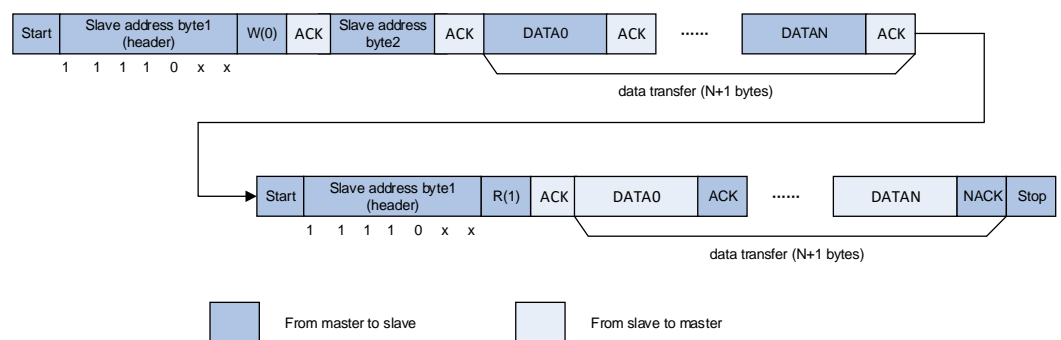 Start
Slave address byte1
(header)
W(0)
ACK
Slave address
byte2
ACK
DATA0
ACK
......
DATAN
ACK
1 1 1 1 0 x x
data transfer (N+1 bytes)
Start
Slave address byte1
(header)
R(1)
ACK
DATA0
ACK
......
DATAN
NACK
Stop
1 1 1 1 0 x x
data transfer (N+1 bytes)
From master to slave
From slave to master